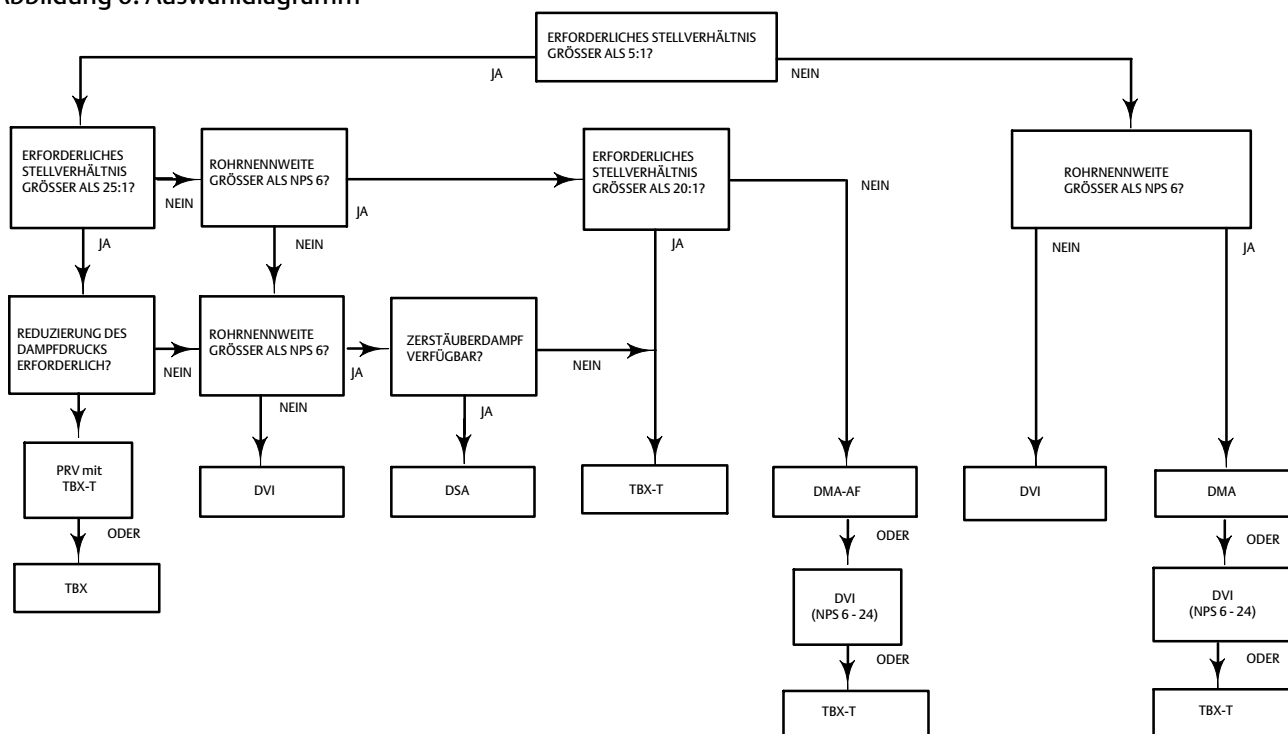 Abbildung 6. Auswahldiagramm
ERFORDERLICHES STELLVERHÄLTNIS
GRÖSSER ALS 5:1?
JA
NEIN
ERFORDERLICHES
STELLVERHÄLTNIS
GRÖSSER ALS 25:1?
NEIN
ROHRNENNWEITE
GRÖSSER ALS NPS 6?
JA
ERFORDERLICHES
STELLVERHÄLTNIS
GRÖSSER ALS 20:1?
NEIN
ROHRNENNWEITE
GRÖSSER ALS NPS 6?
JA
NEIN
JA
NEIN
JA
REDUZIERUNG DES
DAMPFDRUCKS
ERFORDERLICH?
NEIN
ROHRNENNWEITE
GRÖSSER ALS NPS 6?
JA
ZERSTÄUBERDAMPF
VERFÜGBAR?
NEIN
NEIN
JA
PRV mit
TBX-T
DVI
DSA
TBX-T
DMA-AF
DVI
DMA
ODER
ODER
ODER
TBX
DVI
(NPS 6 - 24)
DVI
(NPS 6 - 24)
ODER
ODER
TBX-T
TBX-T